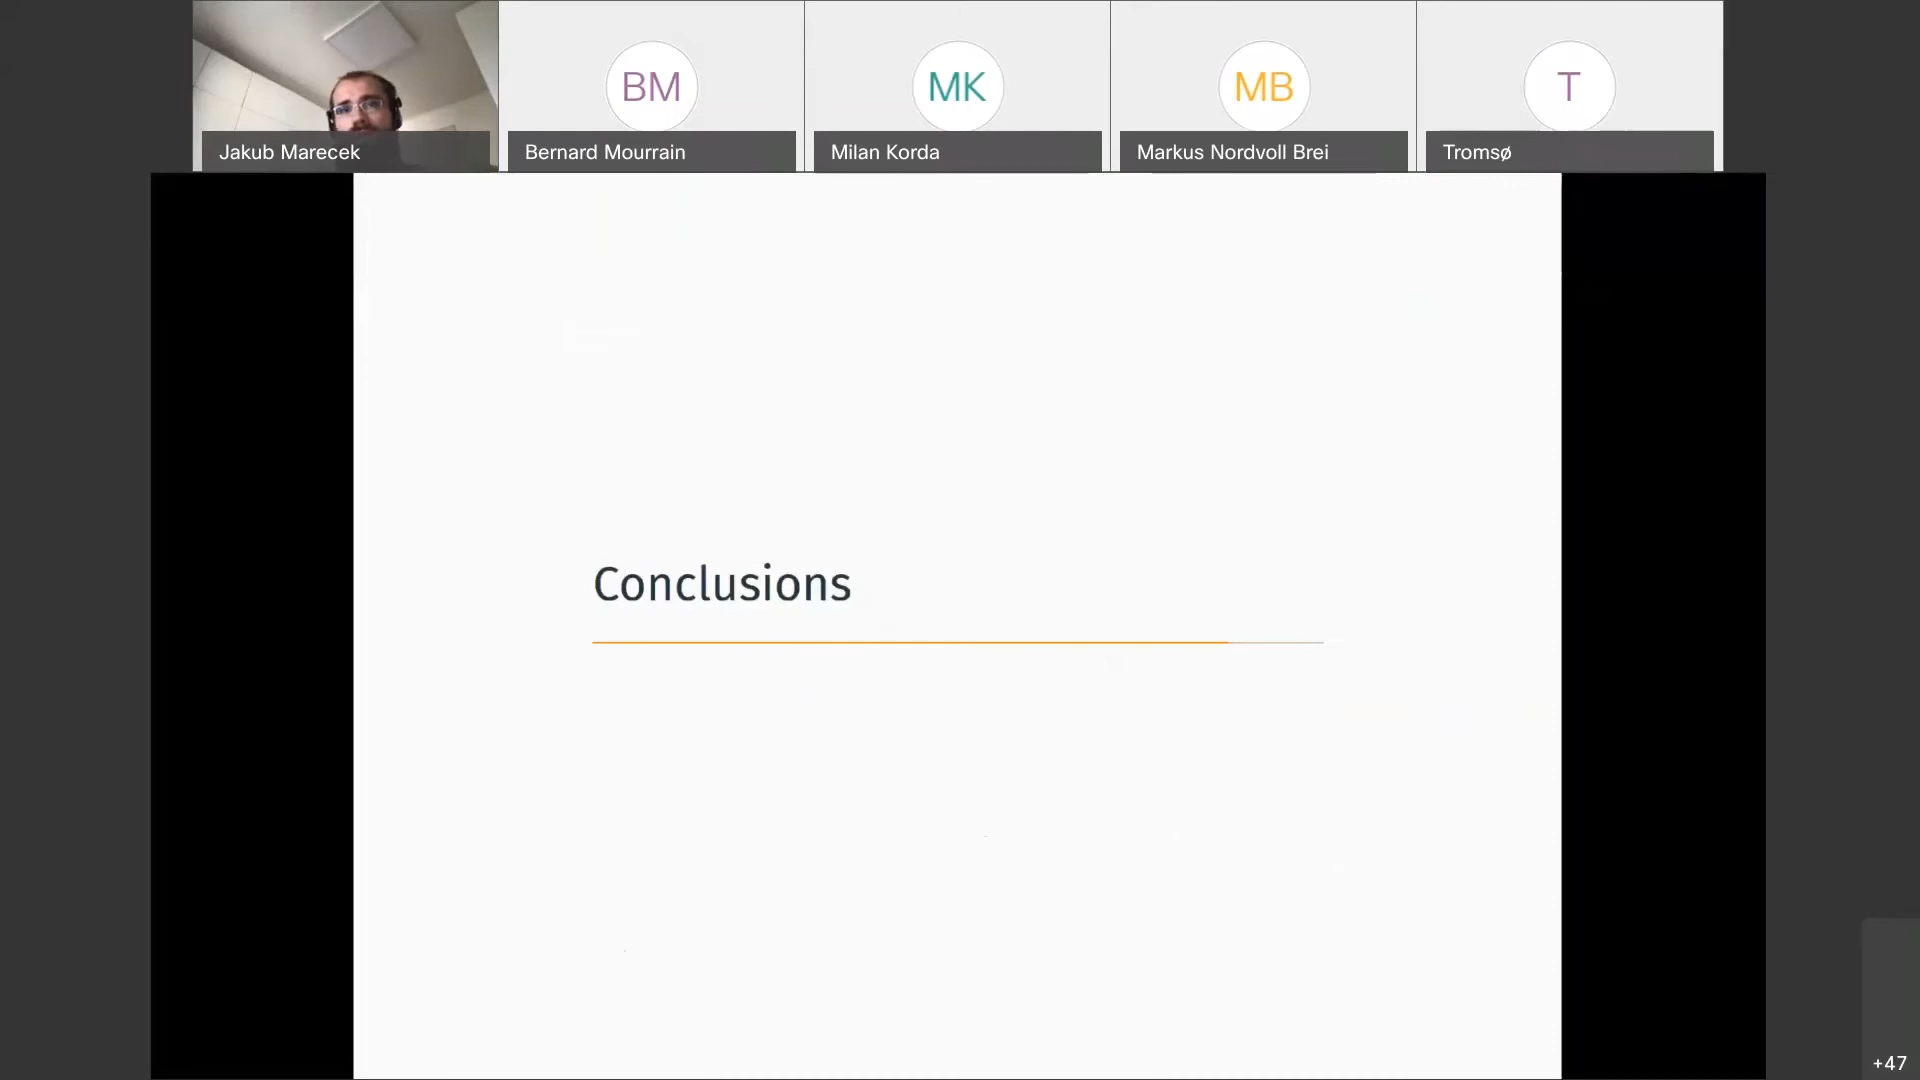 BM
MK
MB
T
Jakub Marecek
Bernard Mourrain
Milan Korda
Markus Nordvoll Brei
Tromsø
Conclusions
+47